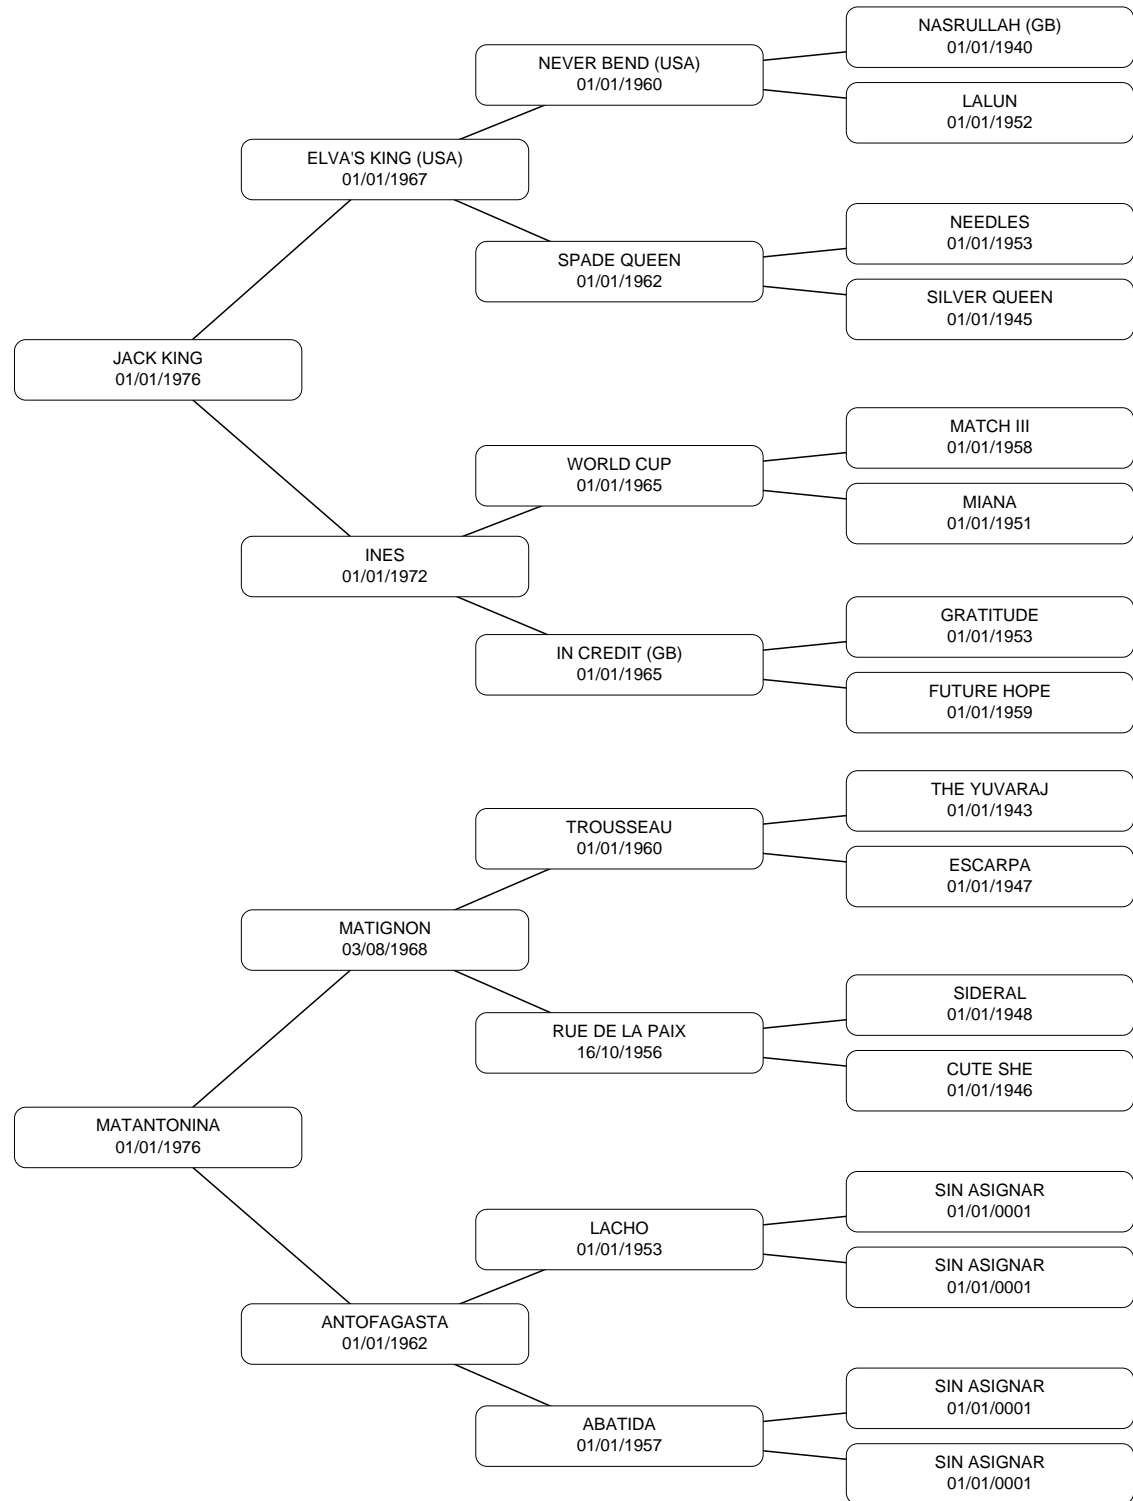 NASRULLAH (GB)
01/01/1940
NEVER BEND (USA)
01/01/1960
LALUN
01/01/1952
ELVA'S KING (USA)
01/01/1967
NEEDLES
01/01/1953
SPADE QUEEN
01/01/1962
SILVER QUEEN
01/01/1945
JACK KING
01/01/1976
MATCH III
01/01/1958
WORLD CUP
01/01/1965
MIANA
01/01/1951
INES
01/01/1972
GRATITUDE
01/01/1953
IN CREDIT (GB)
01/01/1965
FUTURE HOPE
01/01/1959
THE YUVARAJ
01/01/1943
TROUSSEAU
01/01/1960
ESCARPA
01/01/1947
MATIGNON
03/08/1968
SIDERAL
01/01/1948
RUE DE LA PAIX
16/10/1956
CUTE SHE
01/01/1946
MATANTONINA
01/01/1976
SIN ASIGNAR
01/01/0001
LACHO
01/01/1953
SIN ASIGNAR
01/01/0001
ANTOFAGASTA
01/01/1962
SIN ASIGNAR
01/01/0001
ABATIDA
01/01/1957
SIN ASIGNAR
01/01/0001